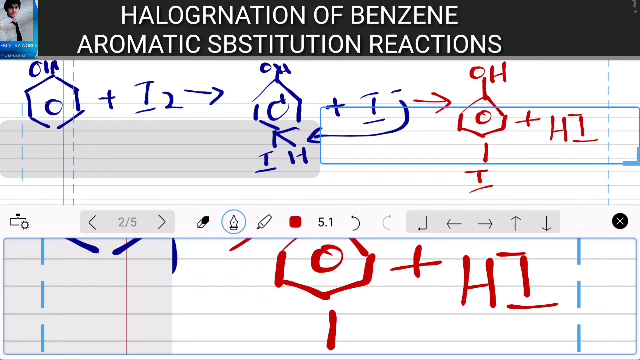 HALOGRNATION OF BENZENE
AROMATIC SBSTITUTION REACTIONS
OH OH OH
+ I2 → + I⁻ → + HI
I H
I
2/5 5.1
+ HI